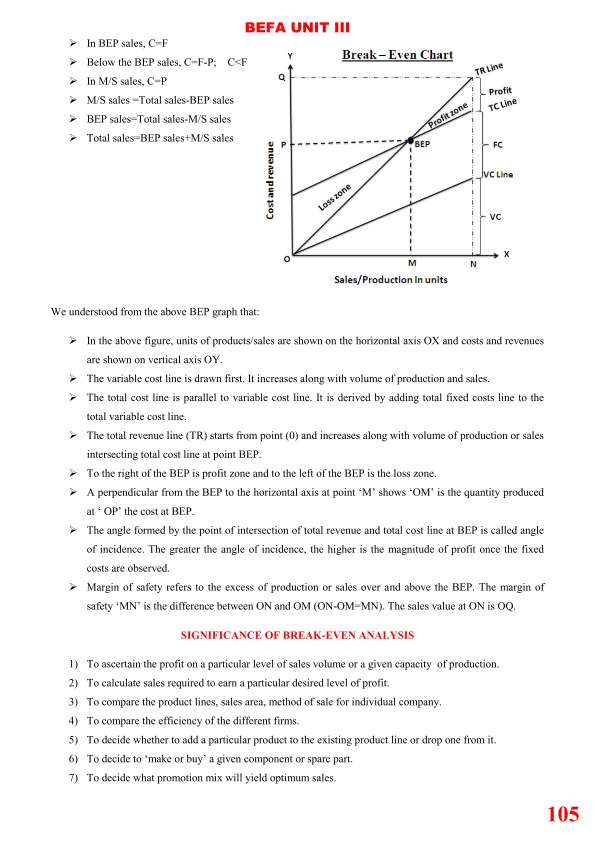 BEFA UNIT III
➢ In BEP sales, C=F
➢ Below the BEP sales, C=F-P; C<F
➢ In M/S sales, C=P
➢ M/S sales =Total sales-BEP sales
➢ BEP sales=Total sales-M/S sales
➢ Total sales=BEP sales+M/S sales
Break – Even Chart
Y
Q
TR Line
Profit
TC Line
Profit zone
P
BEP
FC
Cost and revenue
VC Line
Loss zone
VC
O
M
N
X
Sales/Production in units
We understood from the above BEP graph that:
➢ In the above figure, units of products/sales are shown on the horizontal axis OX and costs and revenues
are shown on vertical axis OY.
➢ The variable cost line is drawn first. It increases along with volume of production and sales.
➢ The total cost line is parallel to variable cost line. It is derived by adding total fixed costs line to the
total variable cost line.
➢ The total revenue line (TR) starts from point (0) and increases along with volume of production or sales
intersecting total cost line at point BEP.
➢ To the right of the BEP is profit zone and to the left of the BEP is the loss zone.
➢ A perpendicular from the BEP to the horizontal axis at point ‘M’ shows ‘OM’ is the quantity produced
at ‘ OP’ the cost at BEP.
➢ The angle formed by the point of intersection of total revenue and total cost line at BEP is called angle
of incidence. The greater the angle of incidence, the higher is the magnitude of profit once the fixed
costs are observed.
➢ Margin of safety refers to the excess of production or sales over and above the BEP. The margin of
safety ‘MN’ is the difference between ON and OM (ON-OM=MN). The sales value at ON is OQ.
SIGNIFICANCE OF BREAK-EVEN ANALYSIS
1) To ascertain the profit on a particular level of sales volume or a given capacity of production.
2) To calculate sales required to earn a particular desired level of profit.
3) To compare the product lines, sales area, method of sale for individual company.
4) To compare the efficiency of the different firms.
5) To decide whether to add a particular product to the existing product line or drop one from it.
6) To decide to ‘make or buy’ a given component or spare part.
7) To decide what promotion mix will yield optimum sales.
105